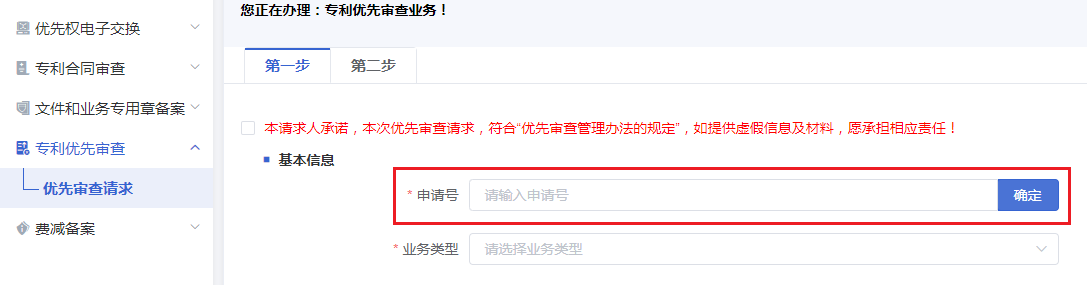 您正在办理：专利优先审查业务！
优先权电子交换
专利合同审查
文件和业务专用章备案
专利优先审查
优先审查请求
费减备案
第一步 第二步
本请求人承诺，本次优先审查请求，符合“优先审查管理办法的规定”，如提供虚假信息及材料，愿承担相应责任！
基本信息
* 申请号 请输入申请号 确定
* 业务类型 请选择业务类型